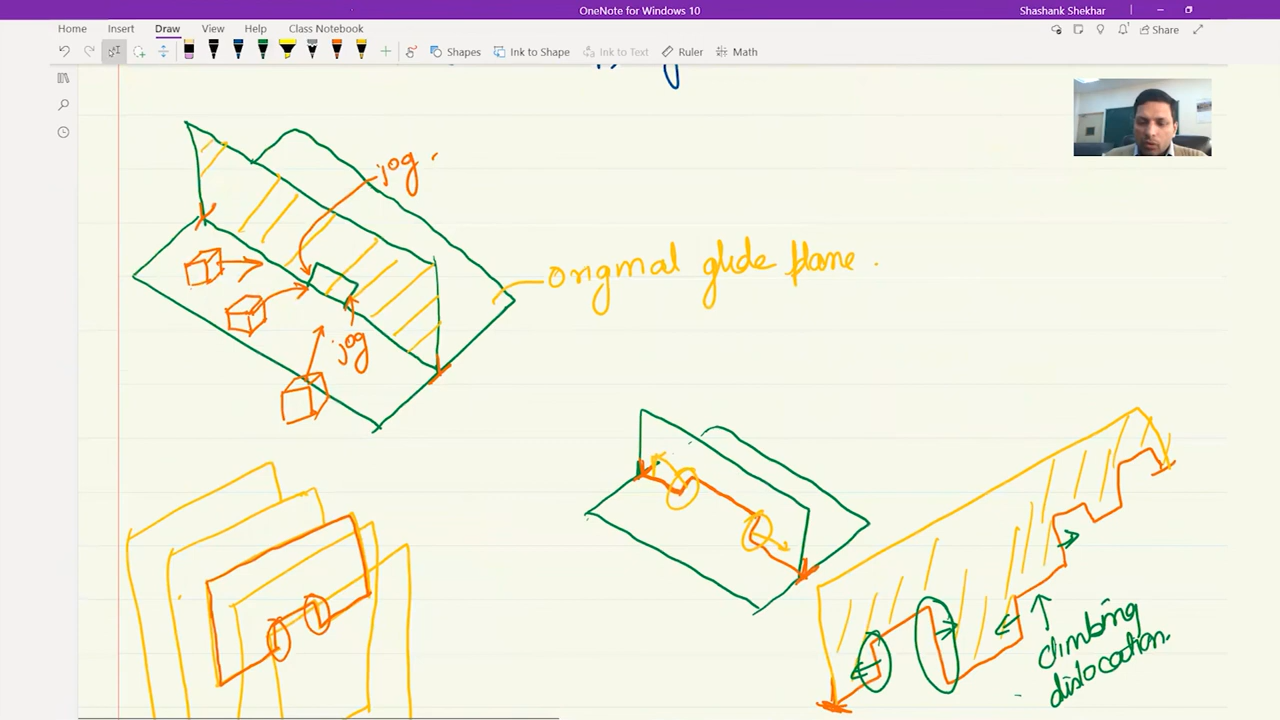 OneNote for Windows 10
Shashank Shekhar
Home Insert Draw View Help Class Notebook
Share
Shapes Ink to Shape Ink to Text Ruler Math
jog
original glide plane.
jog
climbing
dislocation.